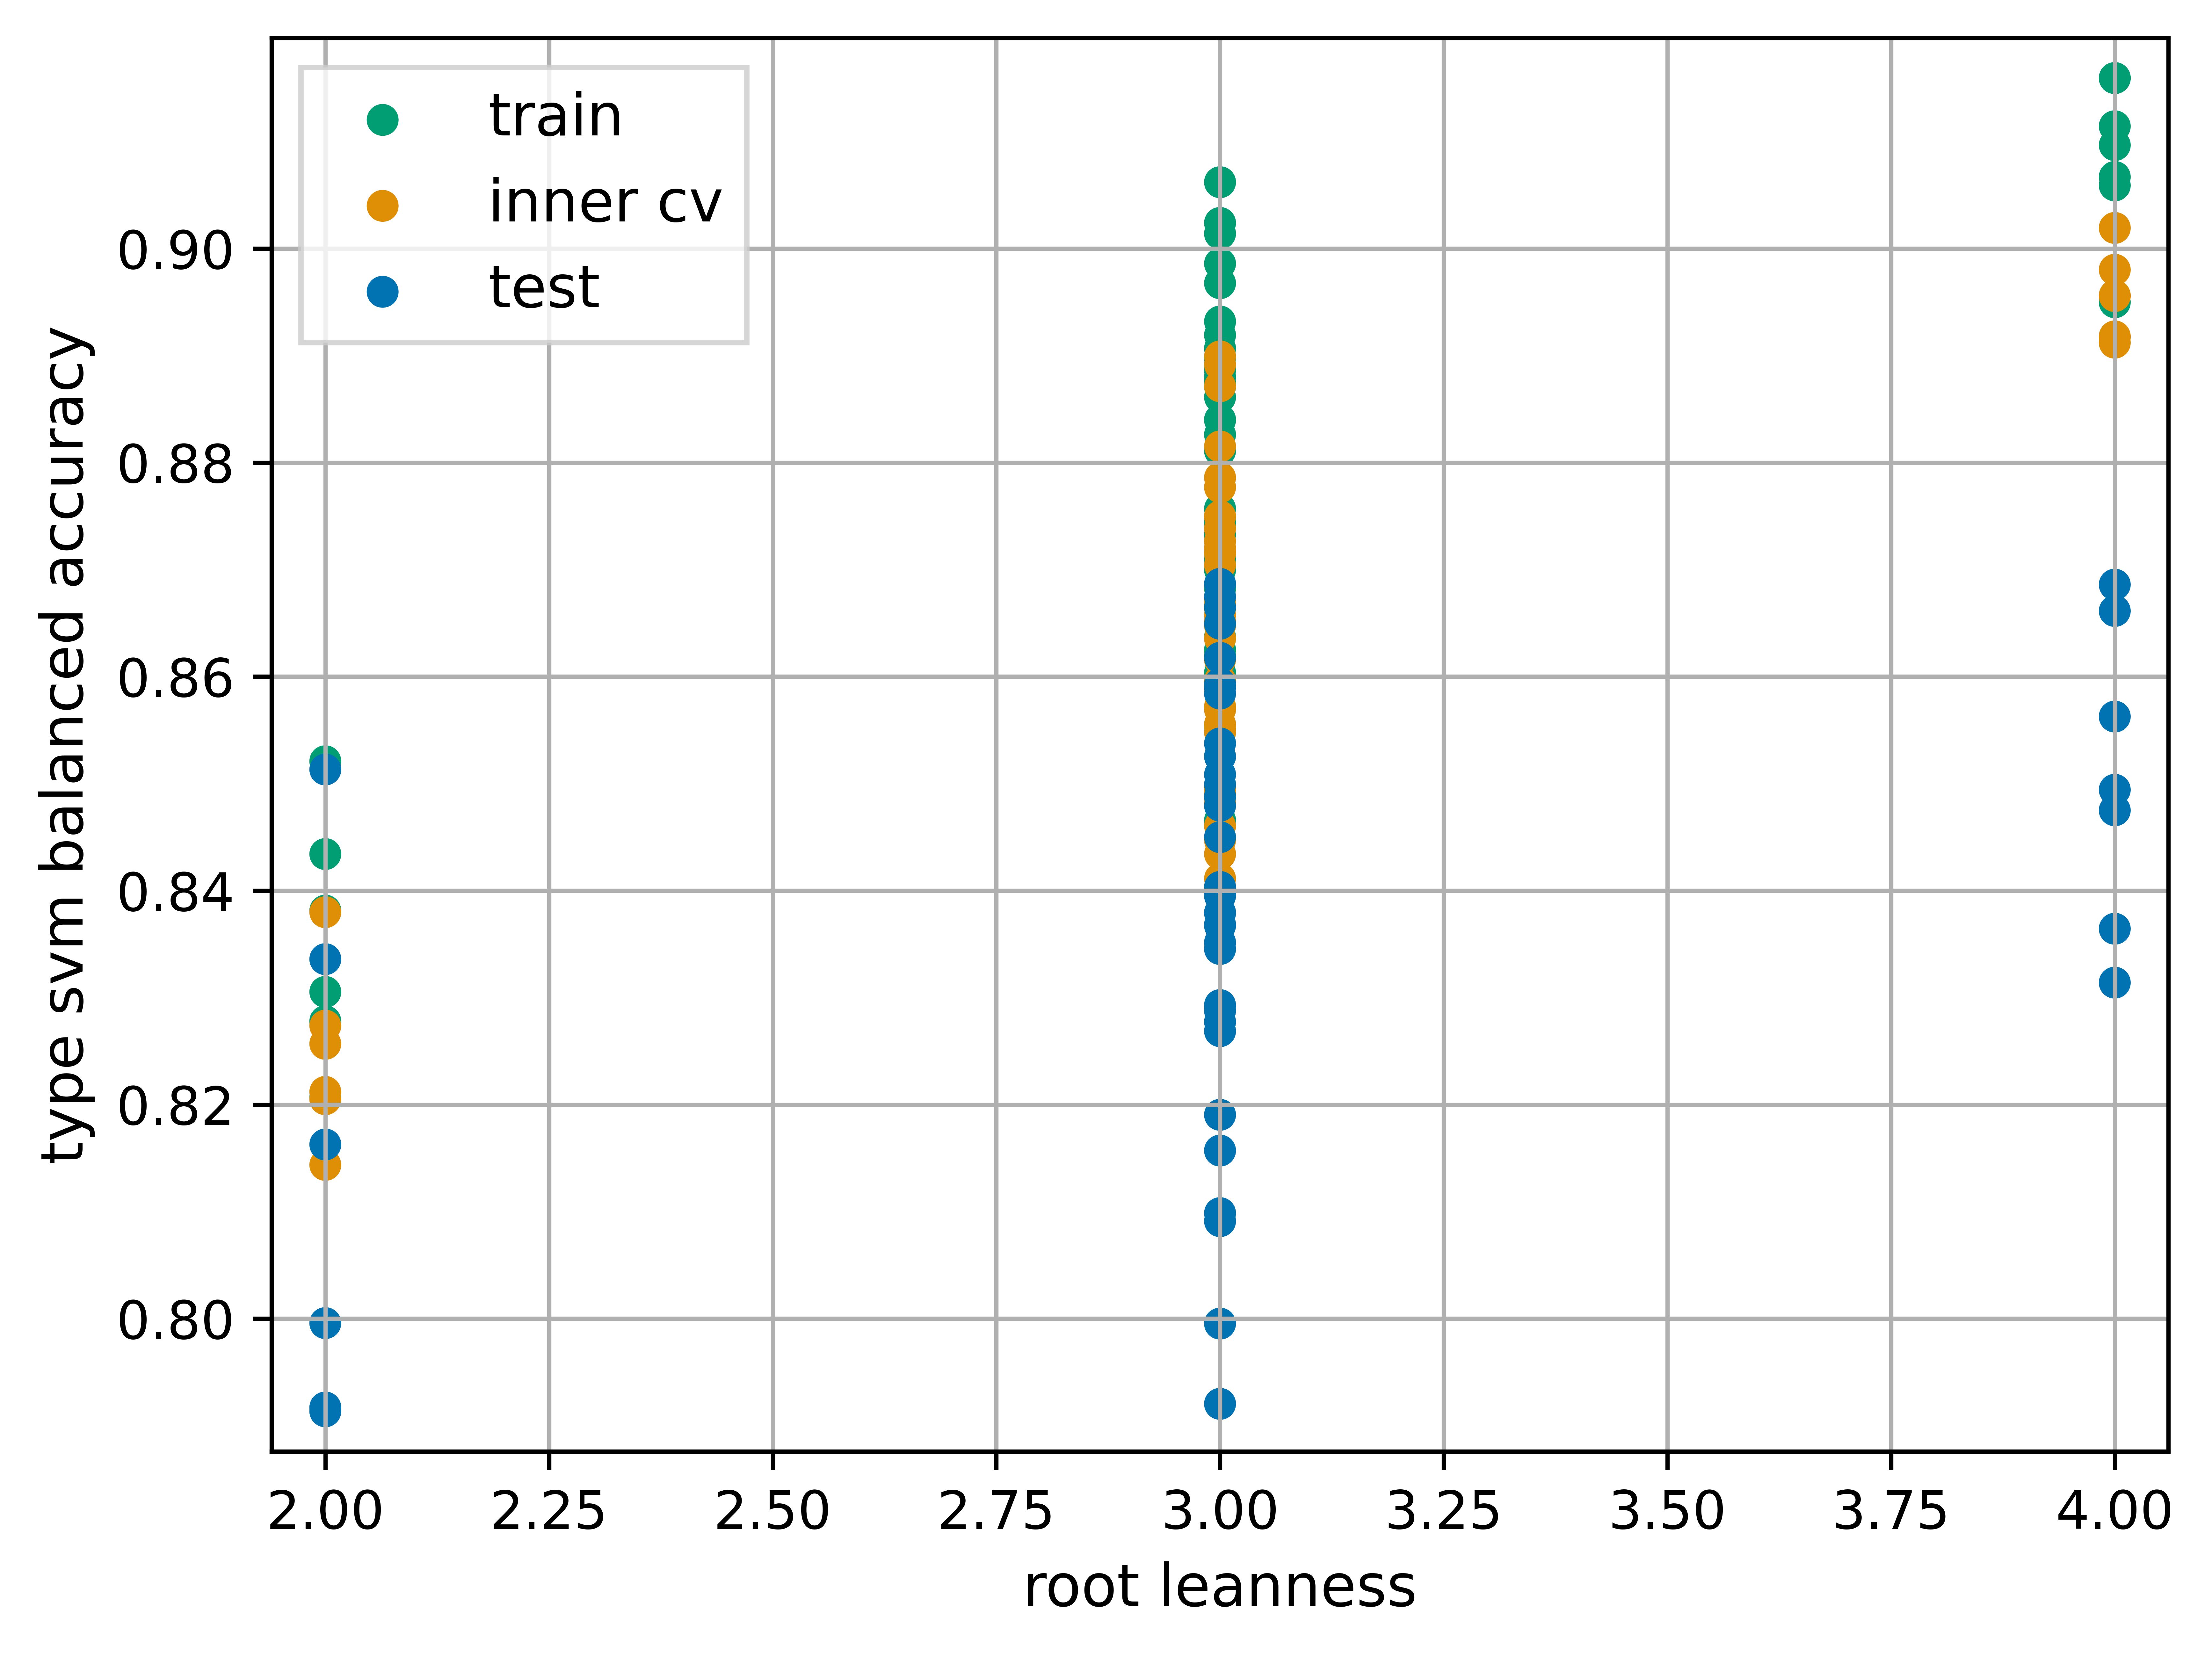 train
inner cv
test
0.90
0.88
0.86
0.84
0.82
0.80
type svm balanced accuracy
2.00 2.25 2.50 2.75 3.00 3.25 3.50 3.75 4.00
root leanness